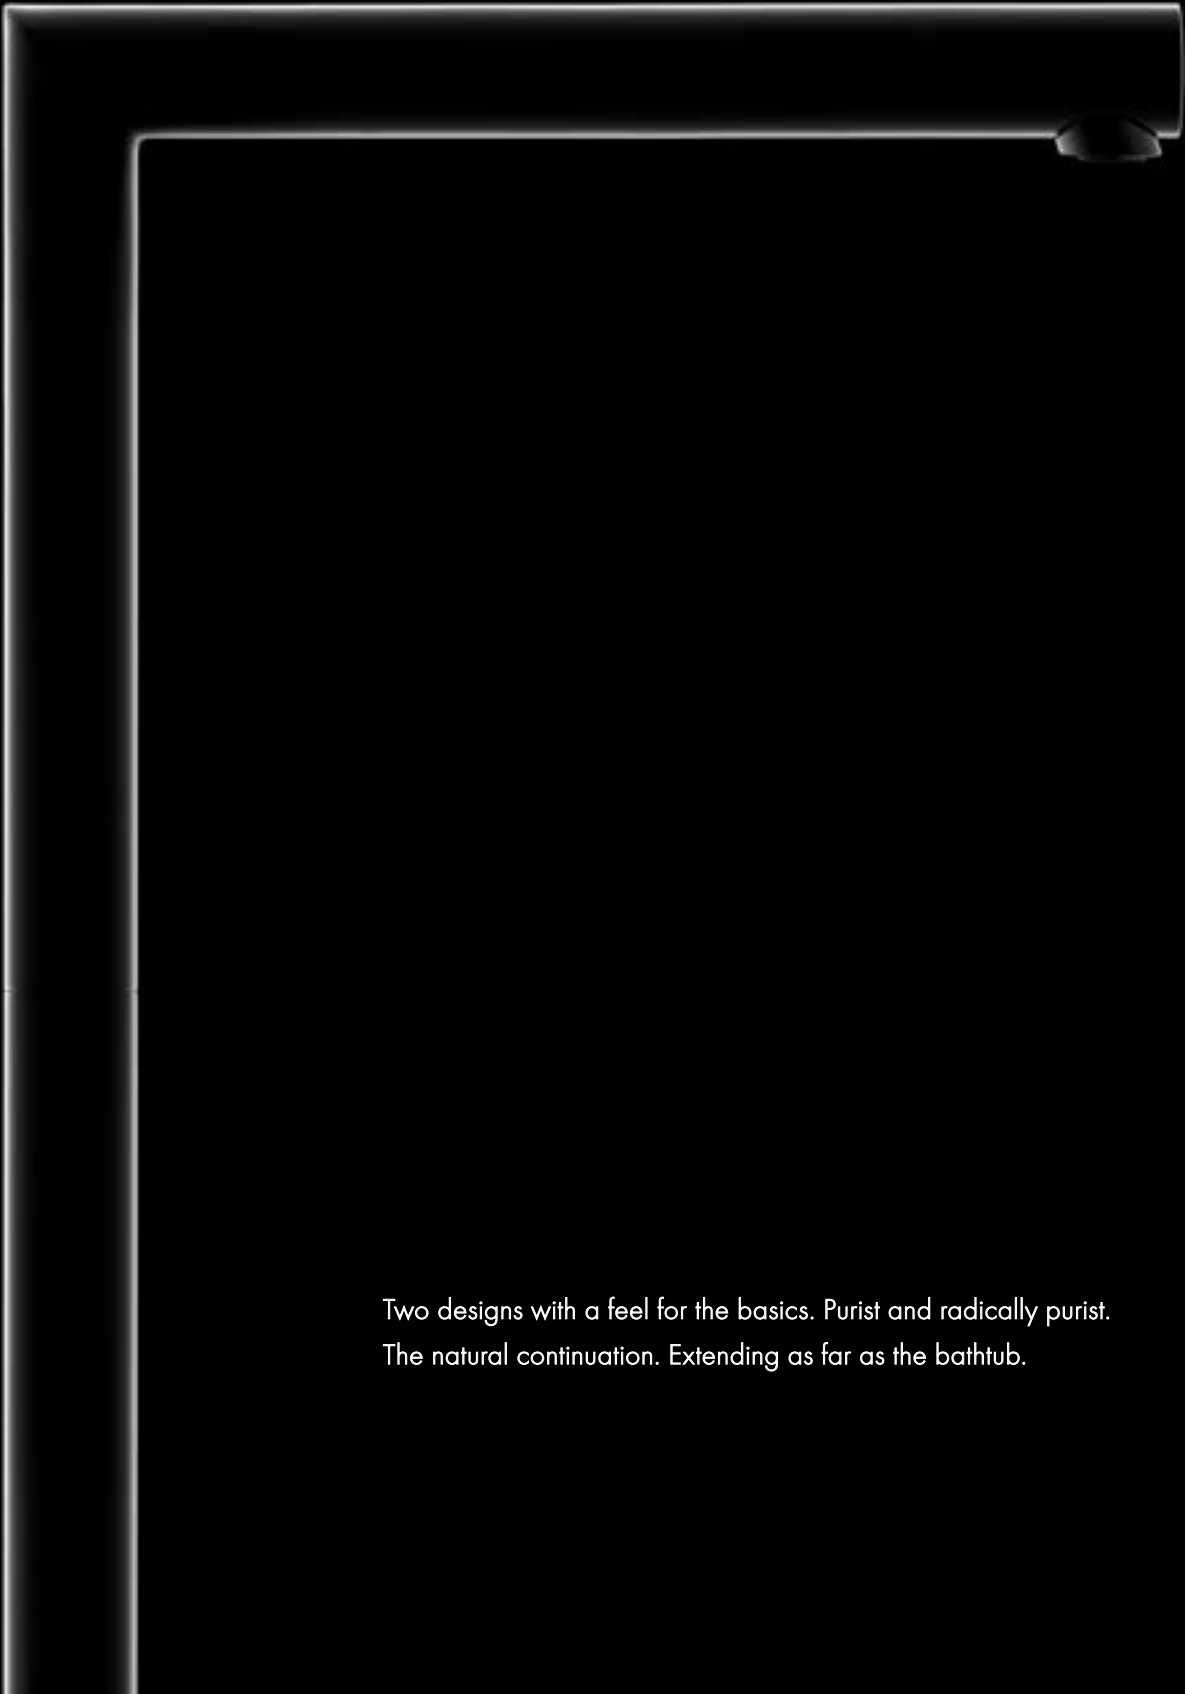 Two designs with a feel for the basics. Purist and radically purist.
The natural continuation. Extending as far as the bathtub.